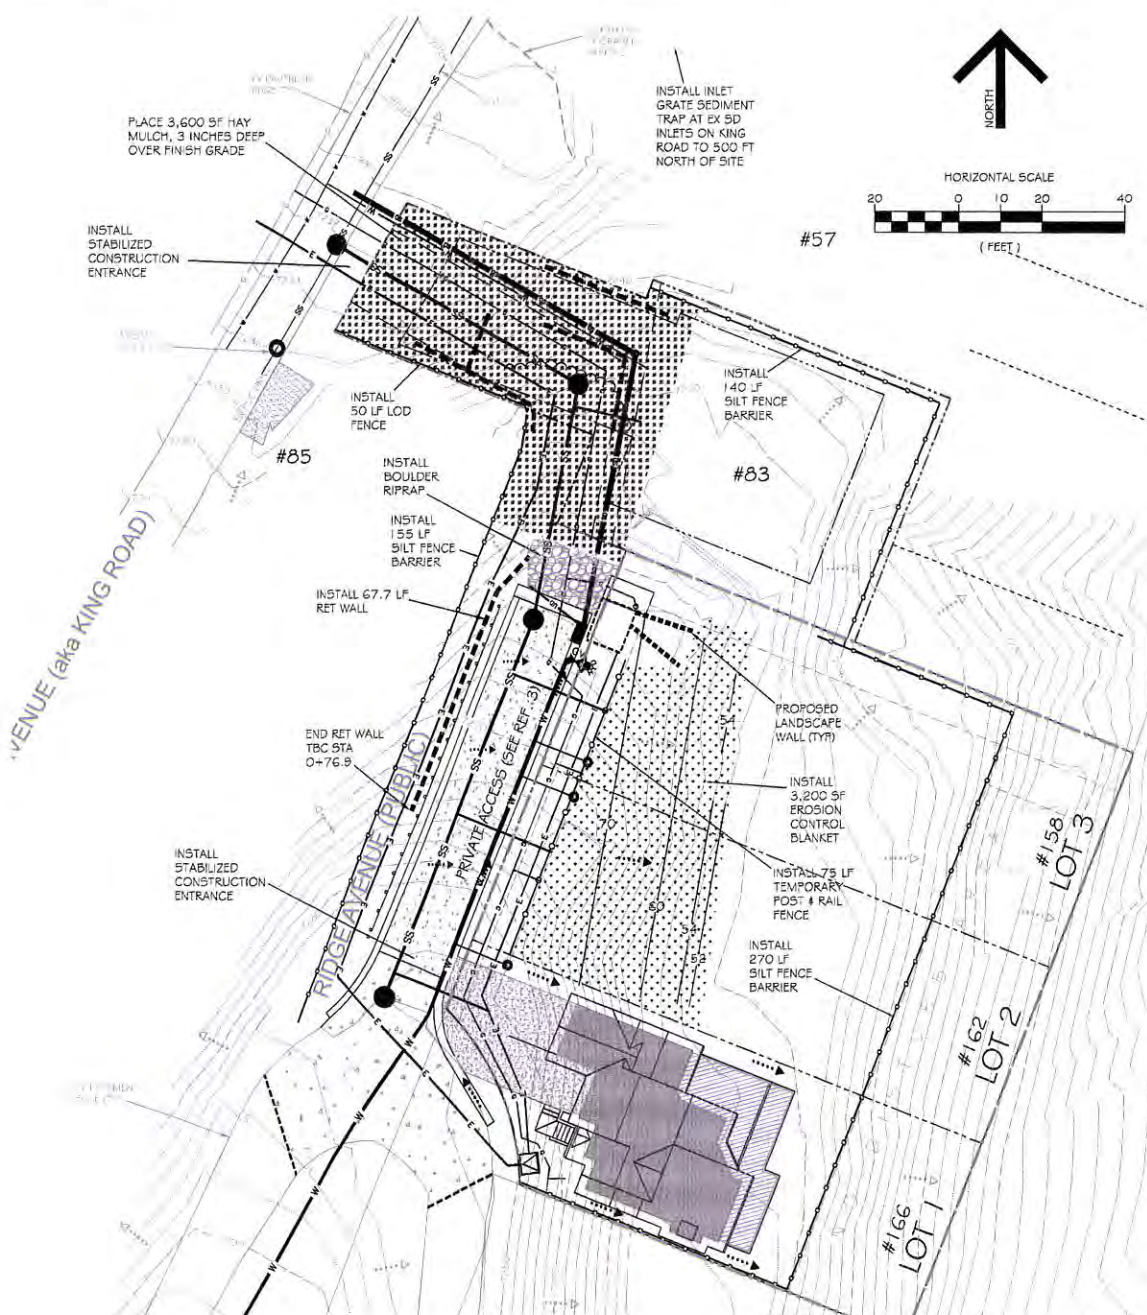 INSTALL INLET
GRATE SEDIMENT
TRAP AT EX SD
INLETS ON KING
ROAD TO 500 FT
NORTH OF SITE
NORTH
HORIZONTAL SCALE
20 0 10 20 40
( FEET )
PLACE 3,600 SF HAY
MULCH, 3 INCHES DEEP
OVER FINISH GRADE
#57
INSTALL
STABILIZED
CONSTRUCTION
ENTRANCE
INSTALL
140 LF
SILT FENCE
BARRIER
INSTALL
50 LF LOD
FENCE
#85
#83
INSTALL
BOULDER
RIPRAP
INSTALL
155 LF
SILT FENCE
BARRIER
INSTALL 67.7 LF
RET WALL
VENUE (aka KING ROAD)
PROPOSED
LANDSCAPE
WALL (TYP)
END RET WALL
TBC STA
0+76.9
PRIVATE ACCESS (SEE REF. 3)
RIDGE AVENUE (PUBLIC)
INSTALL
3,200 SF
EROSION
CONTROL
BLANKET
INSTALL
STABILIZED
CONSTRUCTION
ENTRANCE
INSTALL 75 LF
TEMPORARY
POST & RAIL
FENCE
INSTALL
270 LF
SILT FENCE
BARRIER
54
70
60
54
52
#158
LOT 3
#162
LOT 2
#166
LOT 1